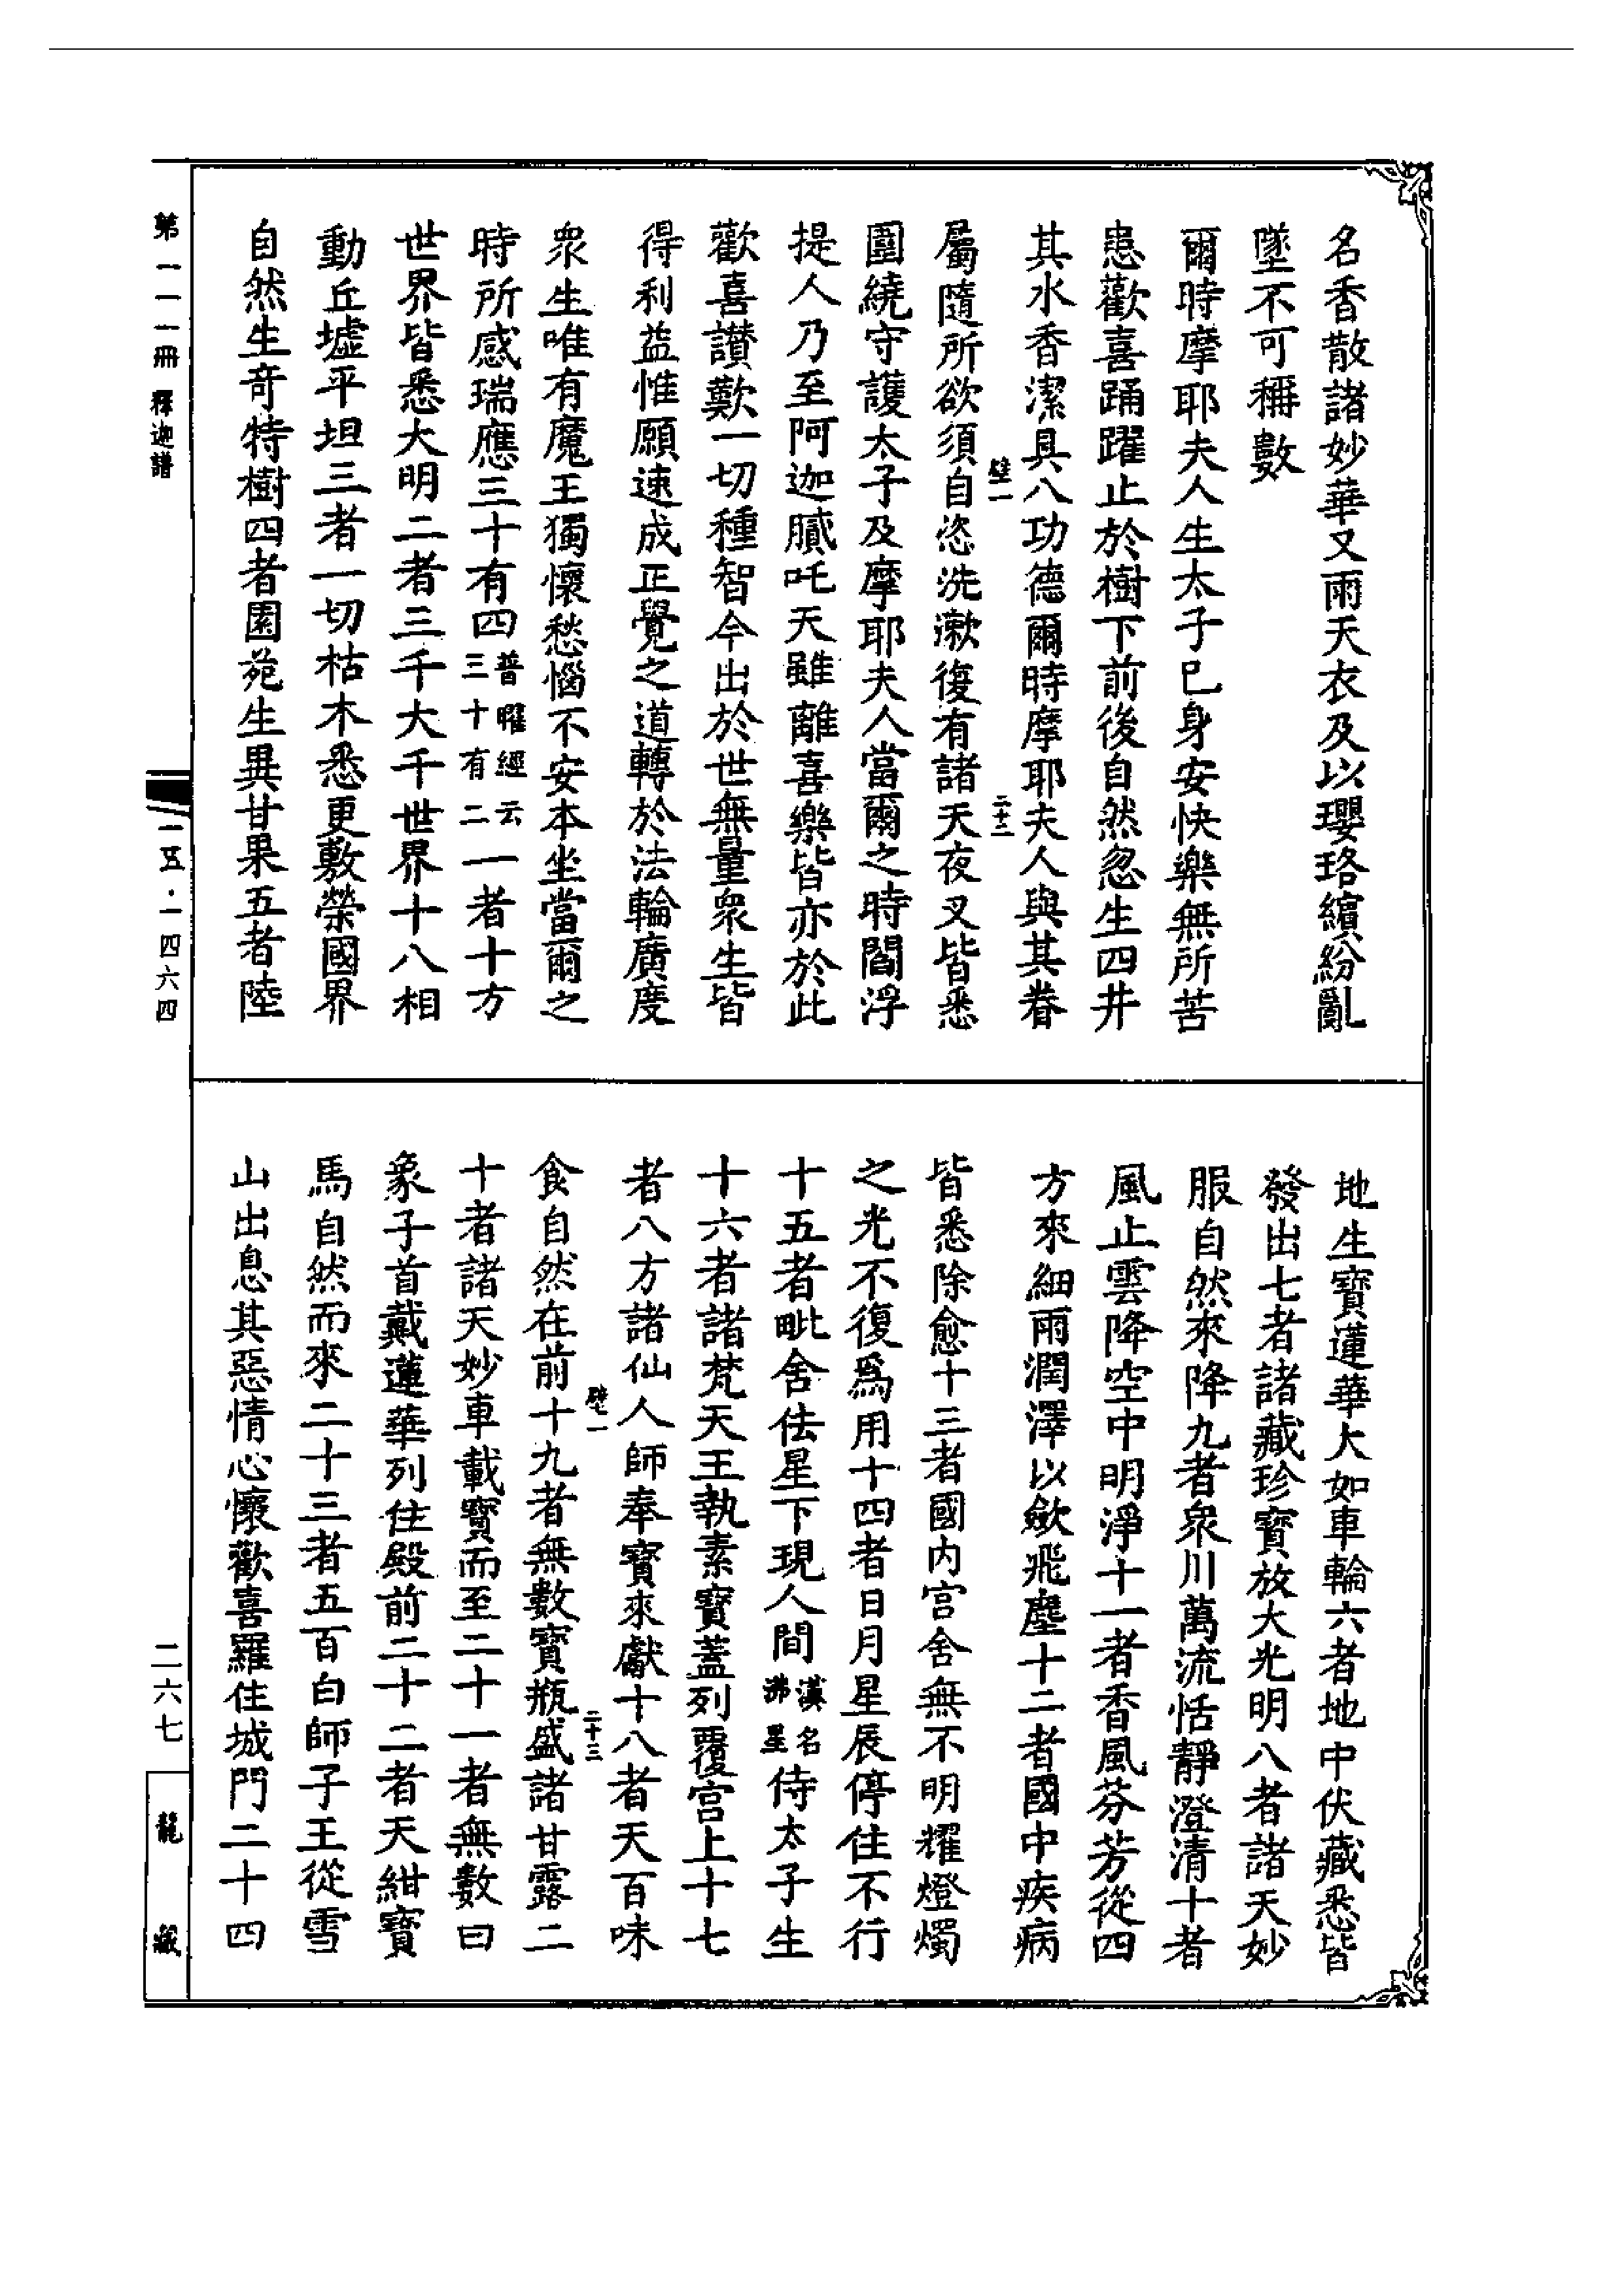 名香散諸妙華又雨天衣及以瓔珞繽紛亂
墜不可稱數
爾時摩耶夫人生太子已身安快樂無所苦
患歡喜踊躍止於樹下前後自然忽生四井
其水香潔具八功德爾時摩耶夫人與其眷
壁一 二十二
屬隨所欲須自恣洗漱復有諸天夜叉皆悉
圍繞守護太子及摩耶夫人當爾之時閻浮
提人乃至阿迦膩吒天雖離喜樂皆亦於此
歡喜讚歎一切種智今出於世無量眾生皆
得利益惟願速成正覺之道轉於法輪廣度
眾生唯有魔王獨懷愁惱不安本坐當爾之
時所感瑞應三十有四普曜經云三十有二一者十方
世界皆悉大明二者三千大千世界十八相
動丘墟平坦三者一切枯木悉更敷榮國界
自然生奇特樹四者園苑生異甘果五者陸
地生寶蓮華大如車輪六者地中伏藏悉皆
發出七者諸藏珍寶放大光明八者諸天妙
服自然來降九者眾川萬流恬靜澄清十者
風止雲降空中明淨十一者香風芬芳從四
方來細雨潤澤以斂飛塵十二者國中疾病
皆悉除愈十三者國內宮舍無不明耀燈燭
之光不復為用十四者日月星辰停住不行
十五者毗舍佉星下現人間漢名沸星侍太子生
十六者諸梵天王執素寶蓋列覆宮上十七
者八方諸仙人師奉寶來獻十八者天百味
壁一 二十三
食自然在前十九者無數寶瓶盛諸甘露二
十者諸天妙車載寶而至二十一者無數白
象子首戴蓮華列住殿前二十二者天紺寶
馬自然而來二十三者五百白師子王從雪
山出息其惡情心懷歡喜羅住城門二十四
第一一一冊 釋迦譜
一五·一四六四
二六七
龍藏